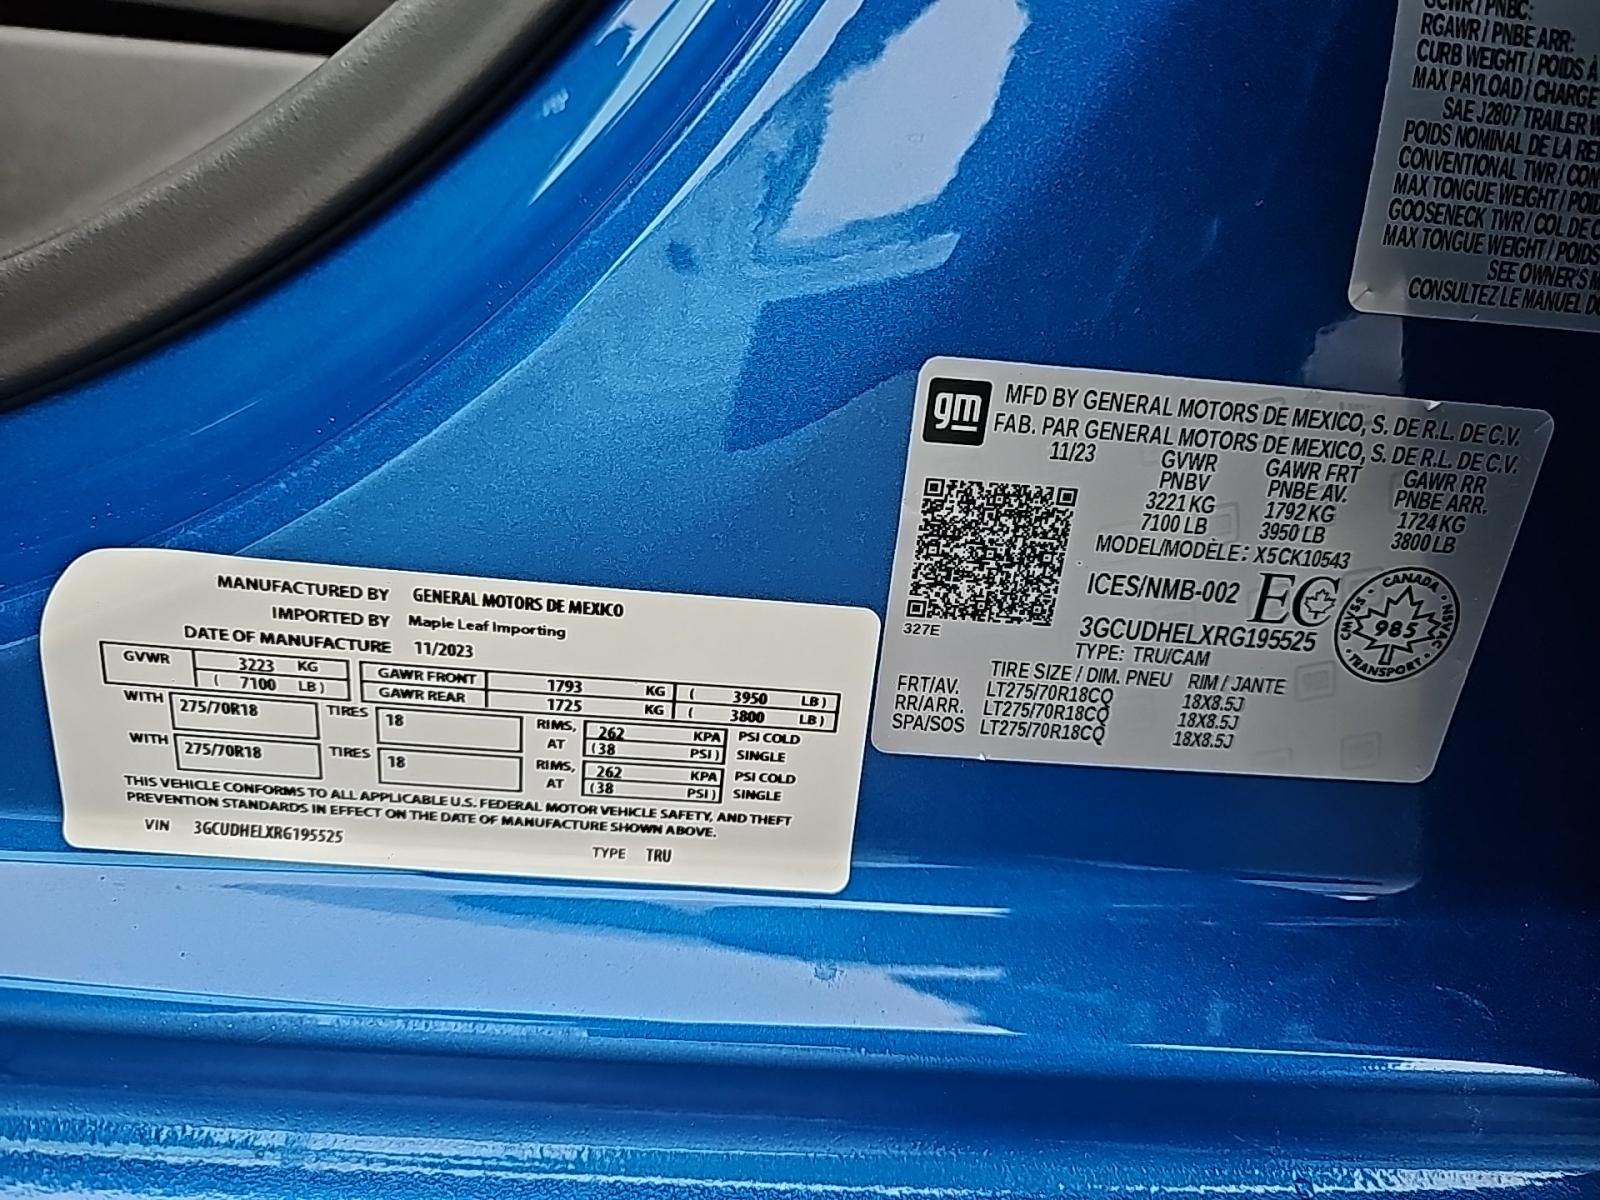 GCWR / PNBC:
RGAWR / PNBE ARR:
CURB WEIGHT / POIDS À
MAX PAYLOAD / CHARGE
SAE J2807 TRAILER W
POIDS NOMINAL DE LA RE
CONVENTIONAL TWR / CON
MAX TONGUE WEIGHT / POID
GOOSENECK TWR / COL DE C
MAX TONGUE WEIGHT / POIDS
SEE OWNER'S M
CONSULTEZ LE MANUEL D
gm
MFD BY GENERAL MOTORS DE MEXICO, S. DE R.L. DE C.V.
FAB. PAR GENERAL MOTORS DE MEXICO, S. DE R.L. DE C.V.
11/23 GVWR GAWR FRT GAWR RR
PNBV PNBE AV. PNBE ARR.
3221 KG 1792 KG 1724 KG
7100 LB 3950 LB 3800 LB
MODEL/MODÈLE: X5CK10543
ICES/NMB-002 EC
327E
3GCUDHELXRG195525
TYPE: TRU/CAM
CANADA
985
TRANSPORT
CMVSS
NSVAC
TIRE SIZE / DIM. PNEU RIM / JANTE
FRT/AV. LT275/70R18CQ 18X8.5J
RR/ARR. LT275/70R18CQ 18X8.5J
SPA/SOS LT275/70R18CQ 18X8.5J
MANUFACTURED BY GENERAL MOTORS DE MEXICO
IMPORTED BY Maple Leaf Importing
DATE OF MANUFACTURE 11/2023
GVWR 3223 KG GAWR FRONT 1793 KG ( 3950 LB )
( 7100 LB ) GAWR REAR 1725 KG ( 3800 LB )
WITH 275/70R18 TIRES 18 RIMS, 262 KPA PSI COLD
AT (38 PSI ) SINGLE
WITH 275/70R18 TIRES 18 RIMS, 262 KPA PSI COLD
AT (38 PSI ) SINGLE
THIS VEHICLE CONFORMS TO ALL APPLICABLE U.S. FEDERAL MOTOR VEHICLE SAFETY, AND THEFT
PREVENTION STANDARDS IN EFFECT ON THE DATE OF MANUFACTURE SHOWN ABOVE.
VIN 3GCUDHELXRG195525
TYPE TRU